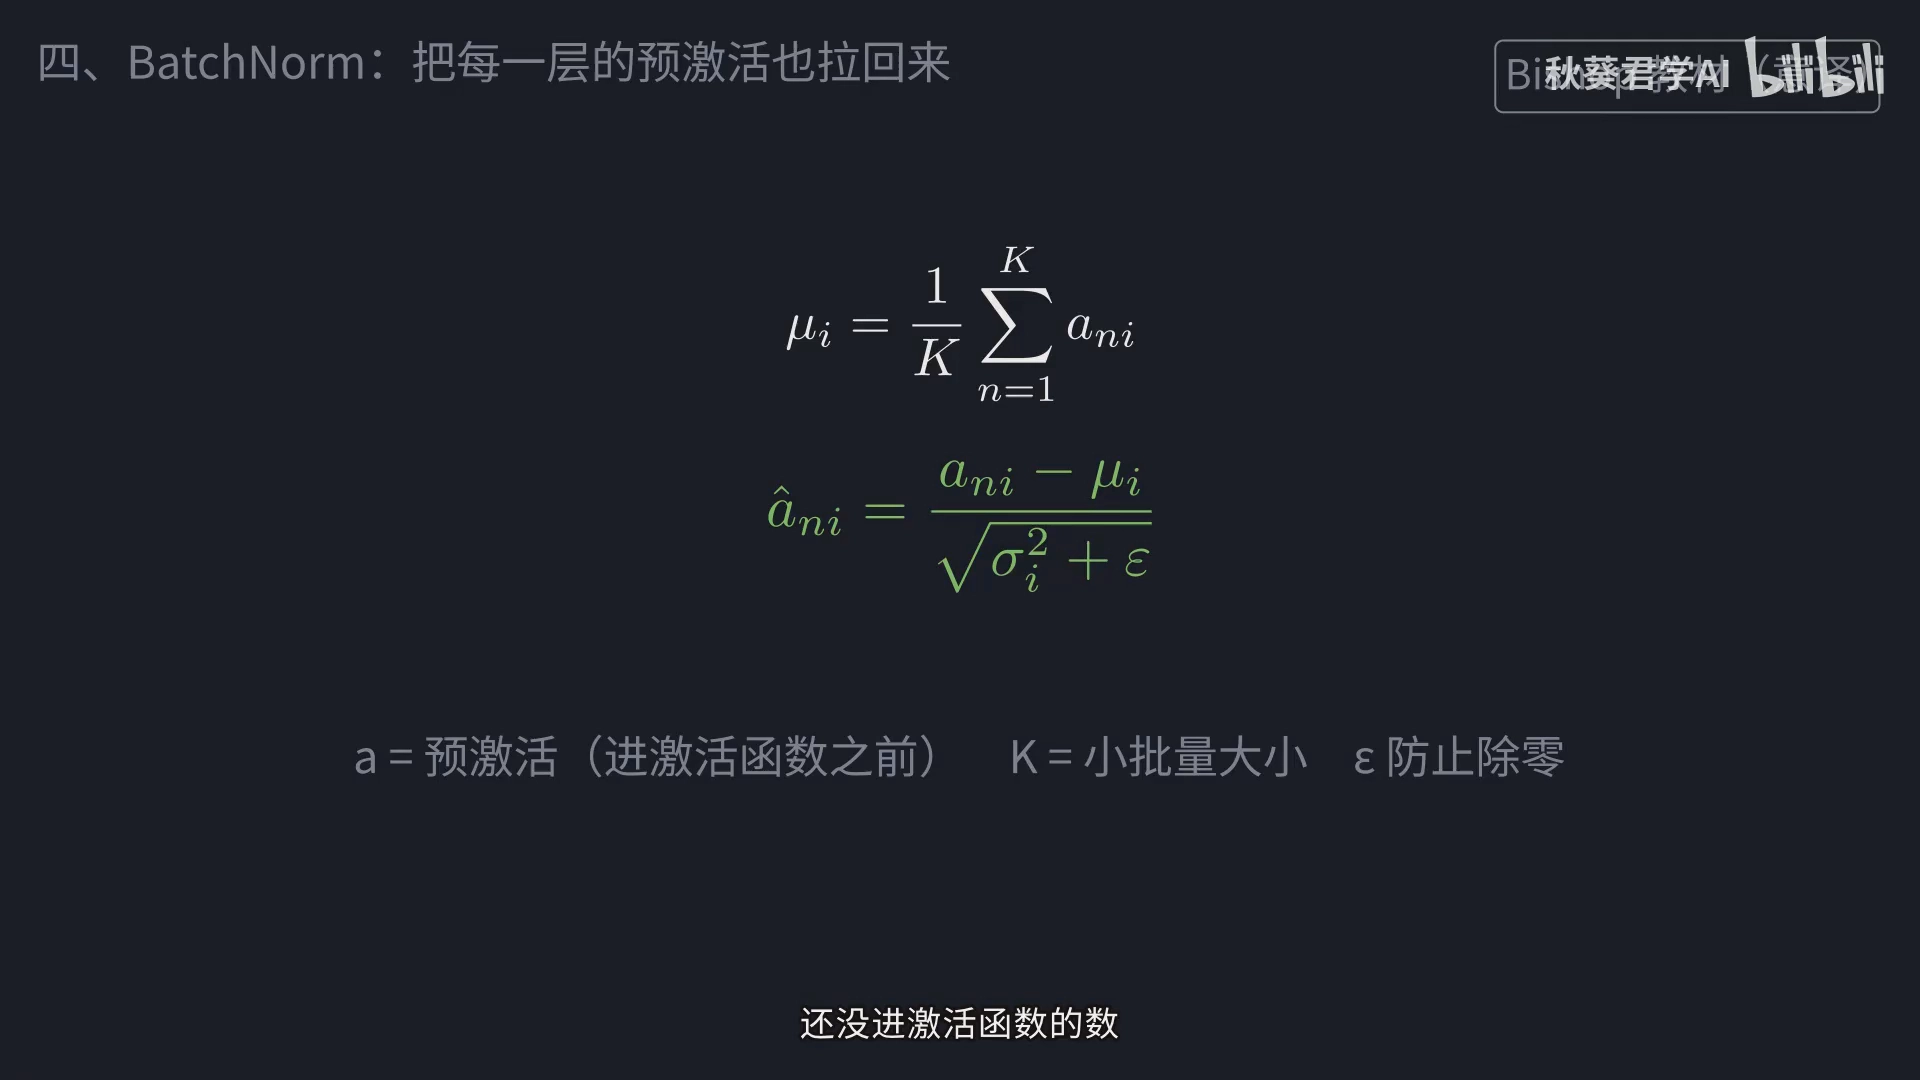 四、BatchNorm：把每一层的预激活也拉回来
秋葵君学AI bilibili
μ_i = \frac{1}{K} \sum_{n=1}^{K} a_{ni}
\hat{a}_{ni} = \frac{a_{ni} - μ_i}{\sqrt{σ_i^2 + ε}}
a = 预激活（进激活函数之前） K = 小批量大小 ε 防止除零
还没进激活函数的数